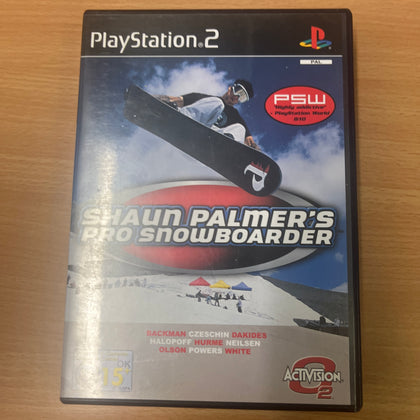 PlayStation®2
PAL
PSW
"Highly addictive"
- PlayStation World
8/10
SHAUN PALMER'S
PRO SNOWBOARDER
BACKMAN CZESCHIN DAKIDES
HALOPOFF HURME NEILSEN
OLSON POWERS WHITE
15
ACTIVISION
O2